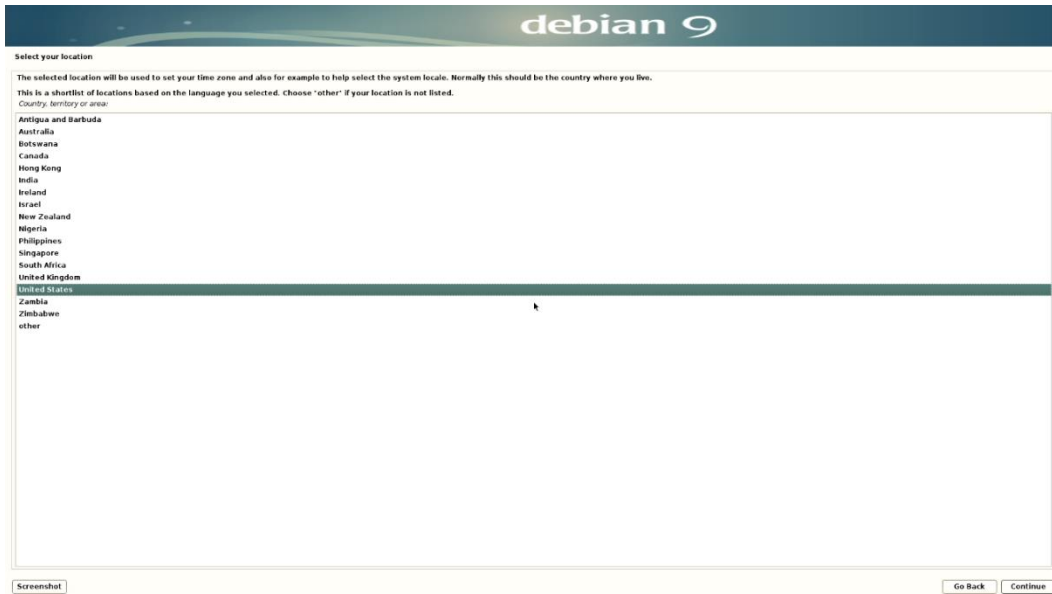 debian 9
Select your location
The selected location will be used to set your time zone and also for example to help select the system locale. Normally this should be the country where you live.
This is a shortlist of locations based on the language you selected. Choose "other" if your location is not listed.
Country, territory or area:
Antigua and Barbuda
Australia
Botswana
Canada
Hong Kong
India
Ireland
Israel
New Zealand
Nigeria
Philippines
Singapore
South Africa
United Kingdom
United States
Zambia
Zimbabwe
other
Screenshot
Go Back
Continue